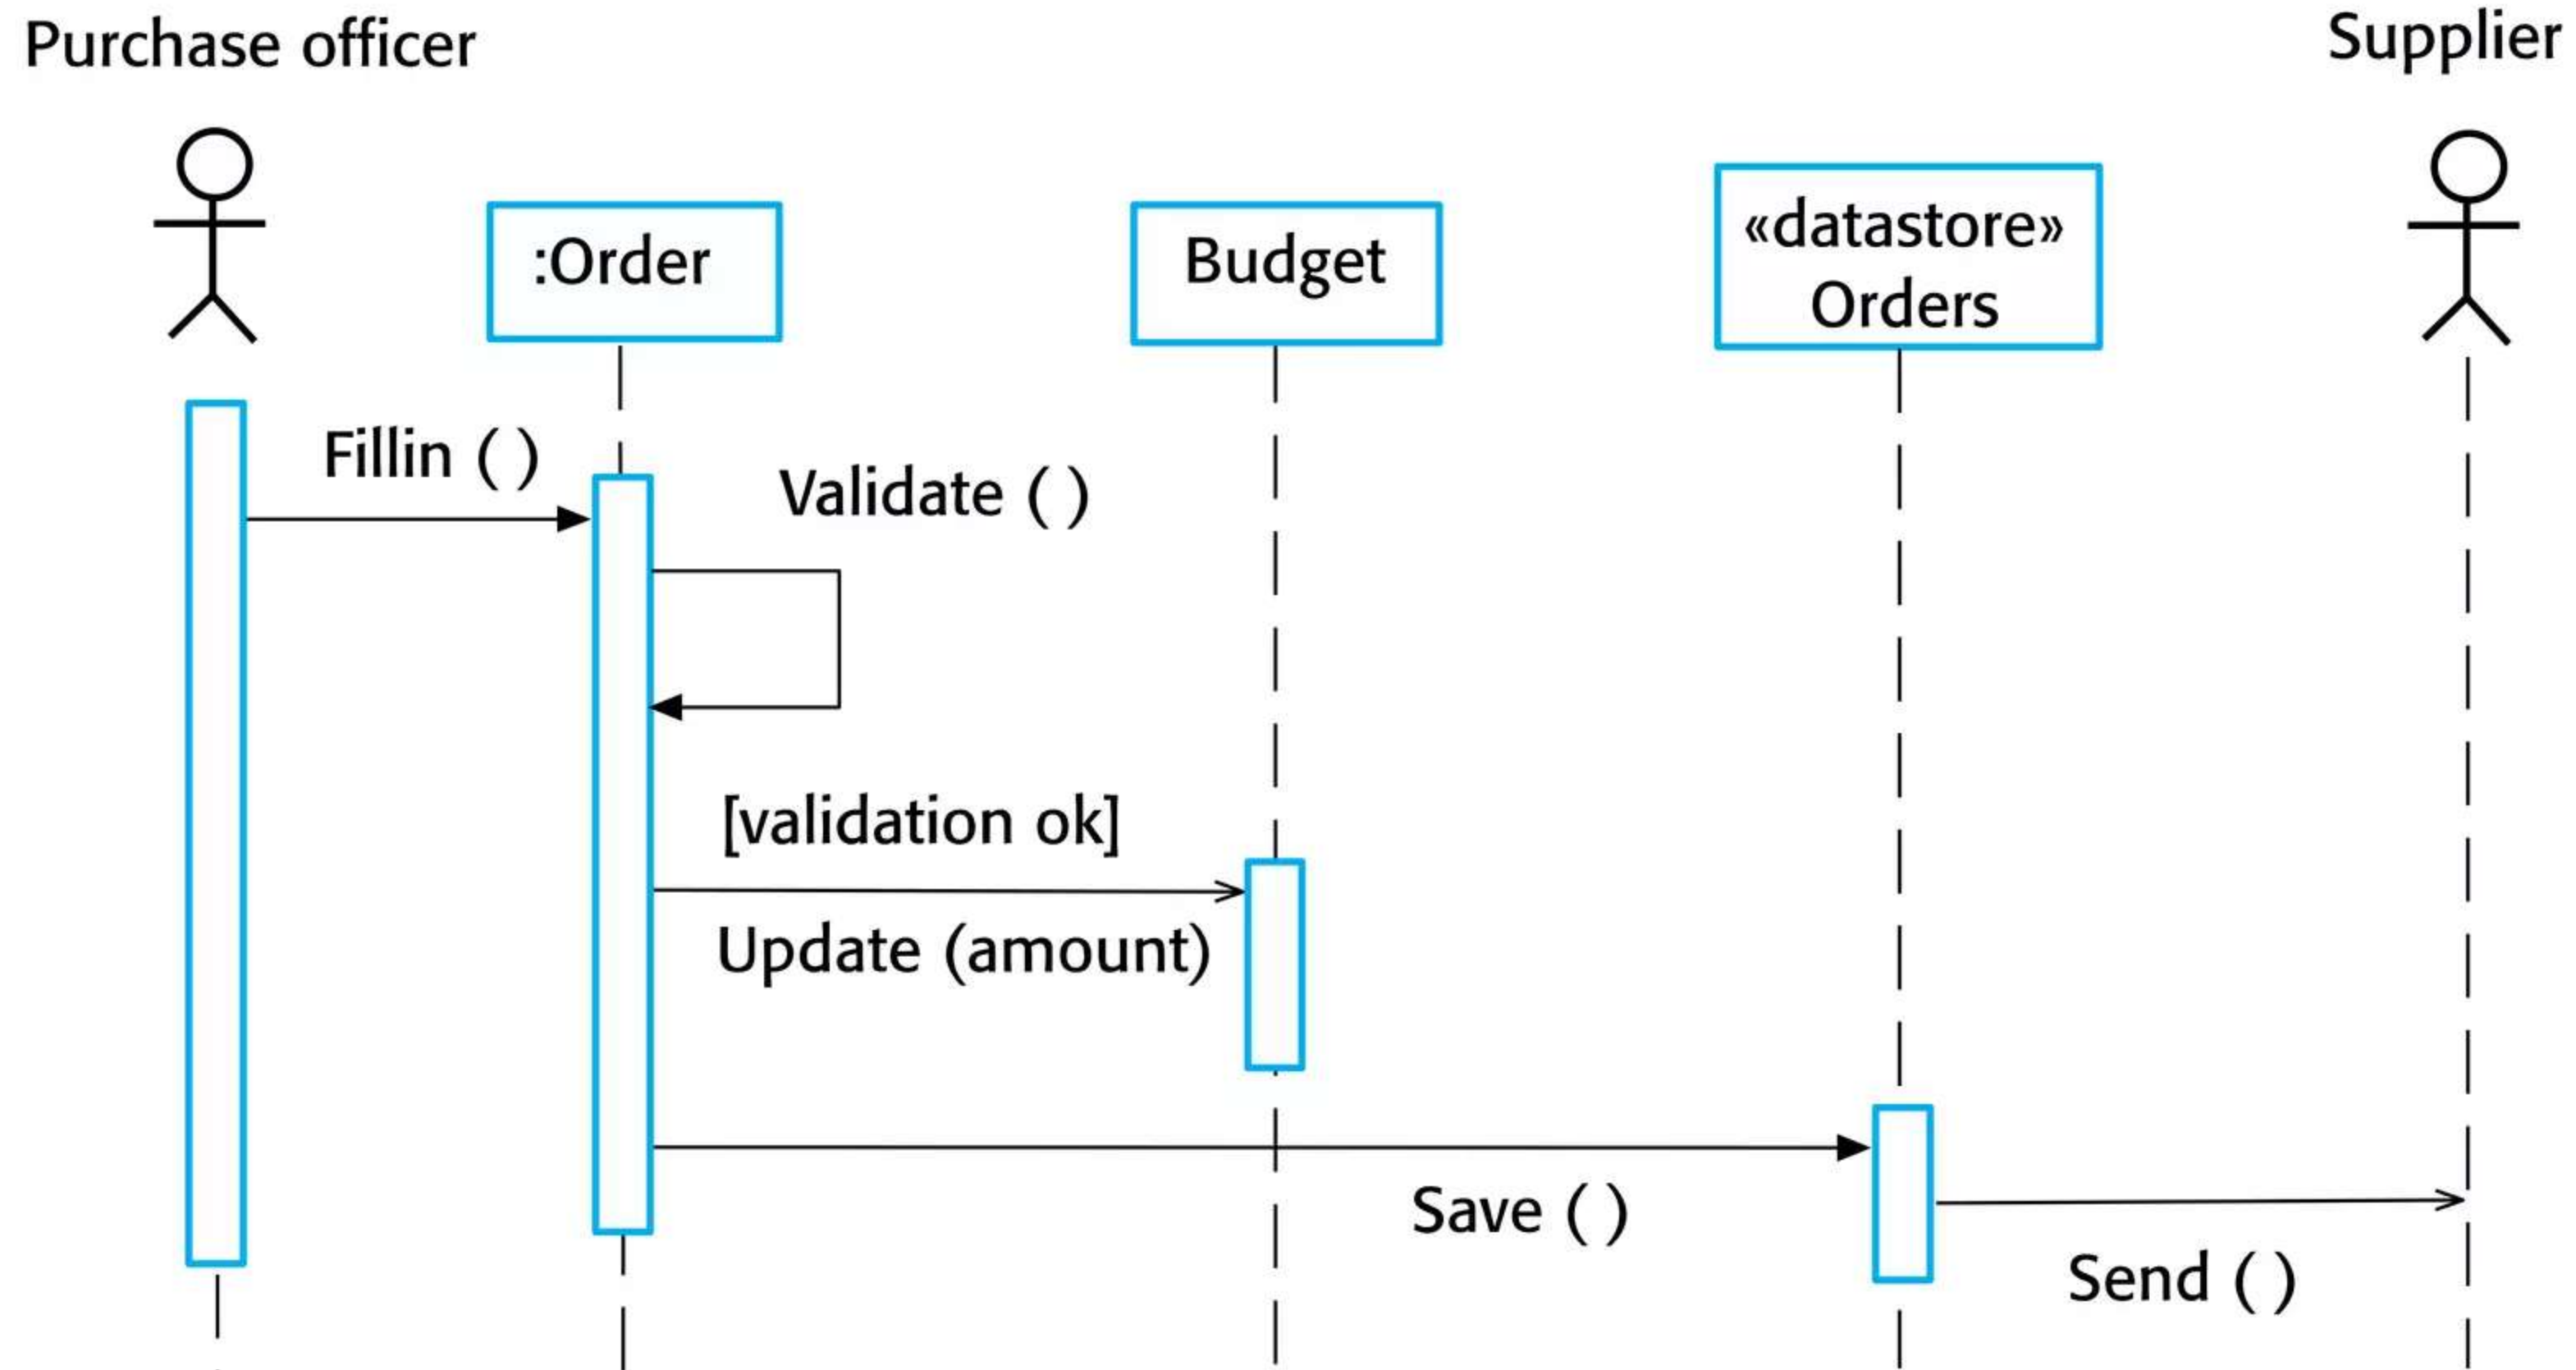 Purchase officer
Supplier
:Order
Budget
«datastore»
Orders
Fillin ( )
Validate ( )
[validation ok]
Update (amount)
Save ( )
Send ( )